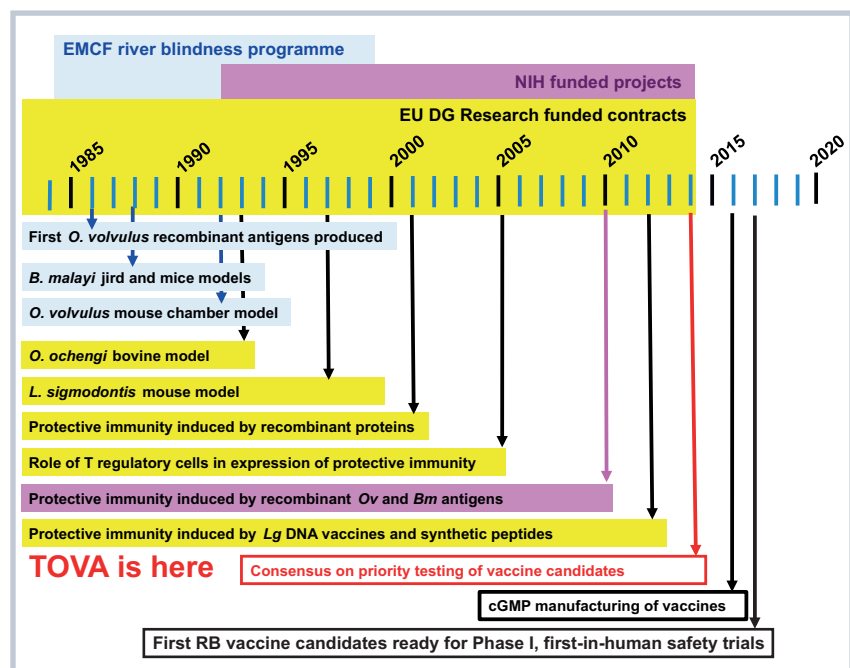 EMCF river blindness programme
NIH funded projects
EU DG Research funded contracts
1985 1990 1995 2000 2005 2010 2015 2020
First O. volvulus recombinant antigens produced
B. malayi jird and mice models
O. volvulus mouse chamber model
O. ochengi bovine model
L. sigmodontis mouse model
Protective immunity induced by recombinant proteins
Role of T regulatory cells in expression of protective immunity
Protective immunity induced by recombinant Ov and Bm antigens
Protective immunity induced by Lg DNA vaccines and synthetic peptides
TOVA is here
Consensus on priority testing of vaccine candidates
cGMP manufacturing of vaccines
First RB vaccine candidates ready for Phase I, first-in-human safety trials